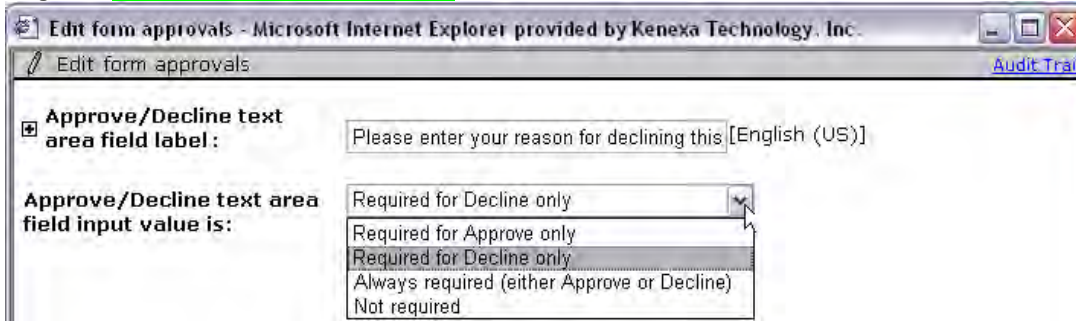 Edit form approvals - Microsoft Internet Explorer provided by Kenexa Technology, Inc.
Edit form approvals Audit Trai
Approve/Decline text
area field label :
Please enter your reason for declining this [English (US)]
Approve/Decline text area
field input value is:
Required for Decline only
Required for Approve only
Required for Decline only
Always required (either Approve or Decline)
Not required